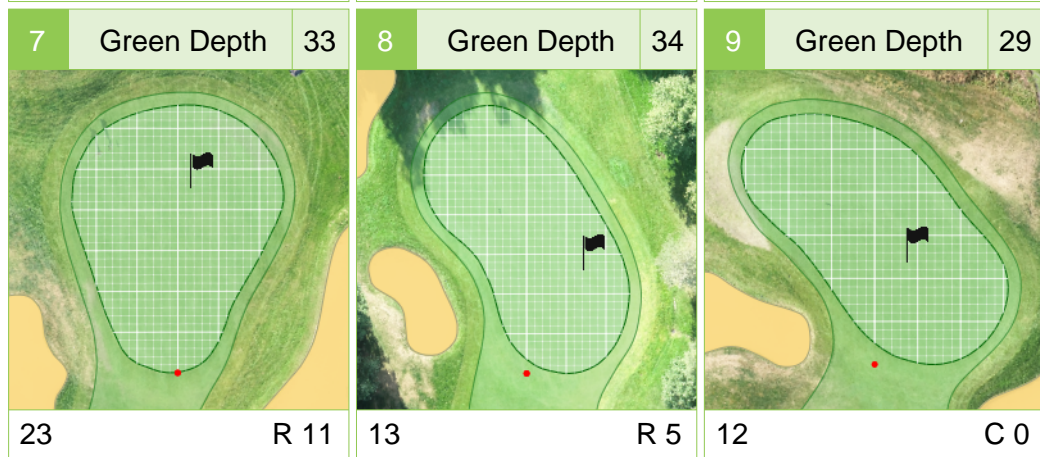 7 Green Depth 33
23 R 11
8 Green Depth 34
13 R 5
9 Green Depth 29
12 C 0